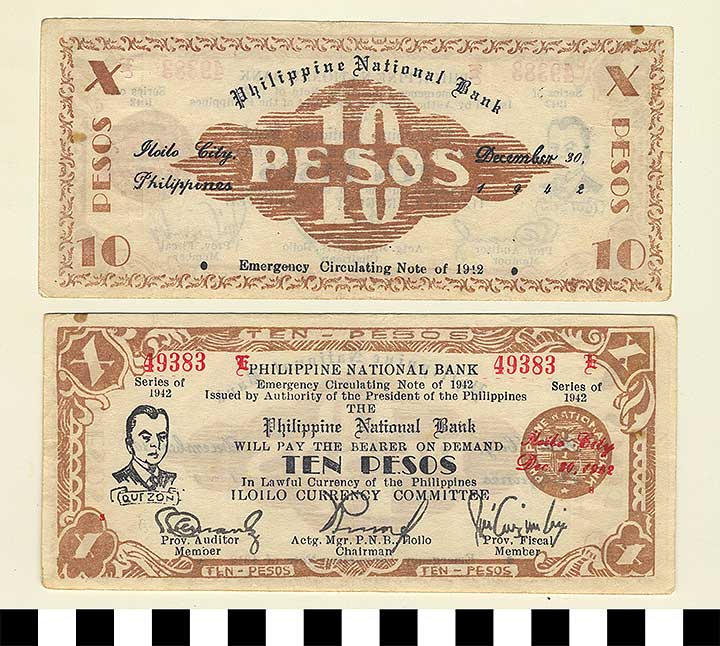 X
Philippine National Bank
X
PESOS
10
PESOS
10
PESOS
Iloilo City.
Philippines
December 30,
1942
10
10
Emergency Circulating Note of 1942
TEN-PESOS
X
49383 E
PHILIPPINE NATIONAL BANK
49383 E
X
Series of
1942
Emergency Circulating Note of 1942
Series of
1942
Issued by Authority of the President of the Philippines
THE
Philippine National Bank
WILL PAY THE BEARER ON DEMAND
TEN PESOS
In Lawful Currency of the Philippines
ILOILO CURRENCY COMMITTEE
QUEZON
Iloilo City
Dec. 30, 1942
Prov. Auditor
Member
Actg. Mgr. P.N.B., Iloilo
Chairman
Prov. Fiscal
Member
X
X
TEN-PESOS
TEN-PESOS